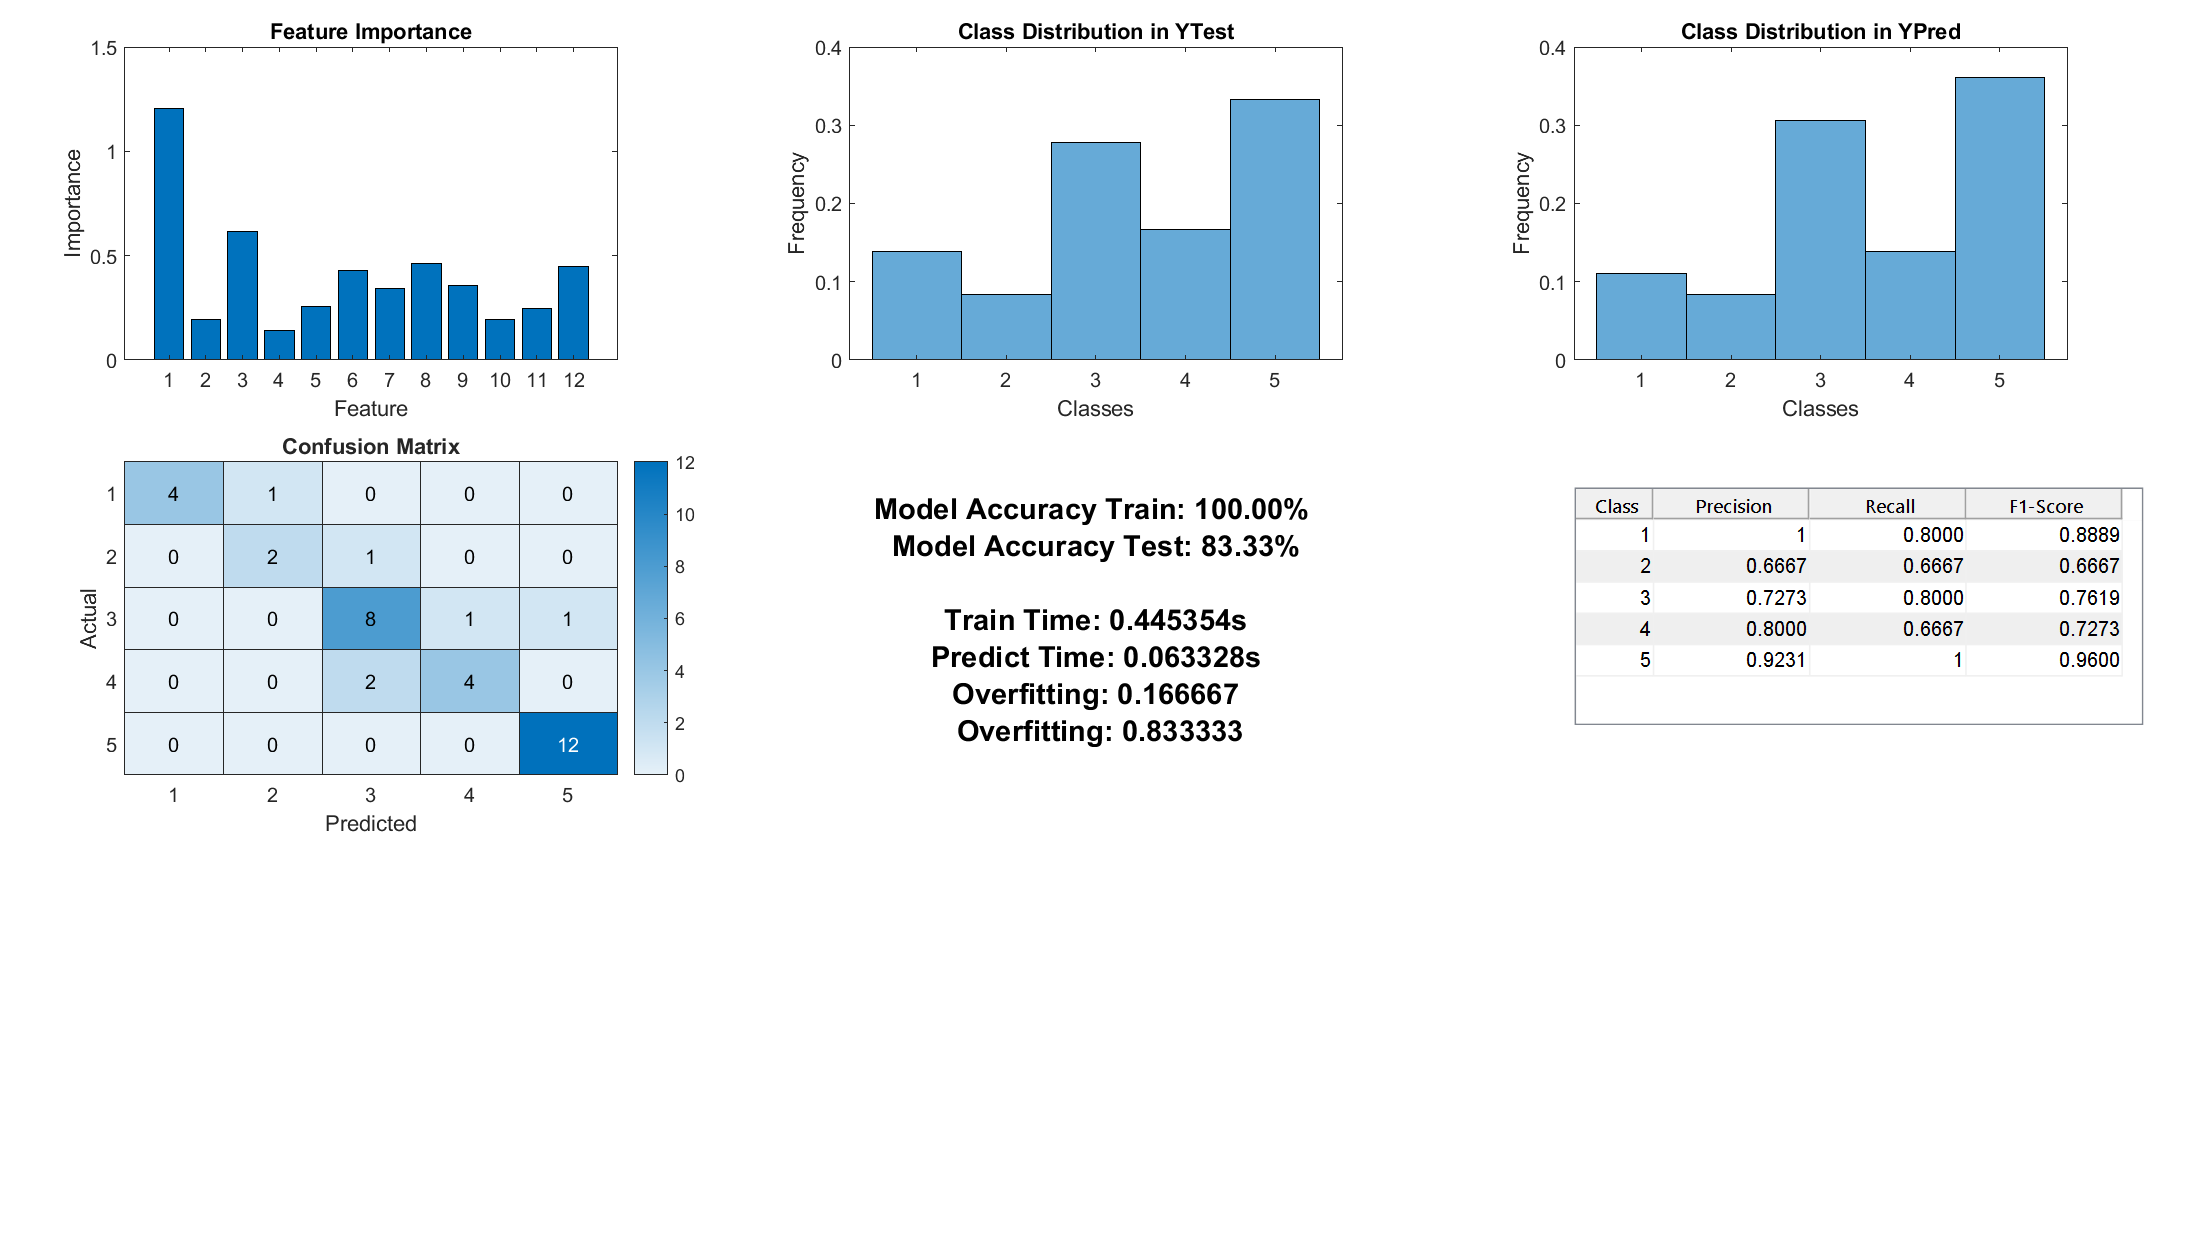 Feature Importance
1.5
1
0.5
0
Importance
1 2 3 4 5 6 7 8 9 10 11 12
Feature
Class Distribution in YTest
0.4
0.3
0.2
0.1
0
Frequency
1 2 3 4 5
Classes
Class Distribution in YPred
0.4
0.3
0.2
0.1
0
Frequency
1 2 3 4 5
Classes
Confusion Matrix
Actual
1 4 1 0 0 0
2 0 2 1 0 0
3 0 0 8 1 1
4 0 0 2 4 0
5 0 0 0 0 12
1 2 3 4 5
Predicted
12
10
8
6
4
2
0
Model Accuracy Train: 100.00%
Model Accuracy Test: 83.33%
Train Time: 0.445354s
Predict Time: 0.063328s
Overfitting: 0.166667
Overfitting: 0.833333
Class Precision Recall F1-Score
1 1 0.8000 0.8889
2 0.6667 0.6667 0.6667
3 0.7273 0.8000 0.7619
4 0.8000 0.6667 0.7273
5 0.9231 1 0.9600